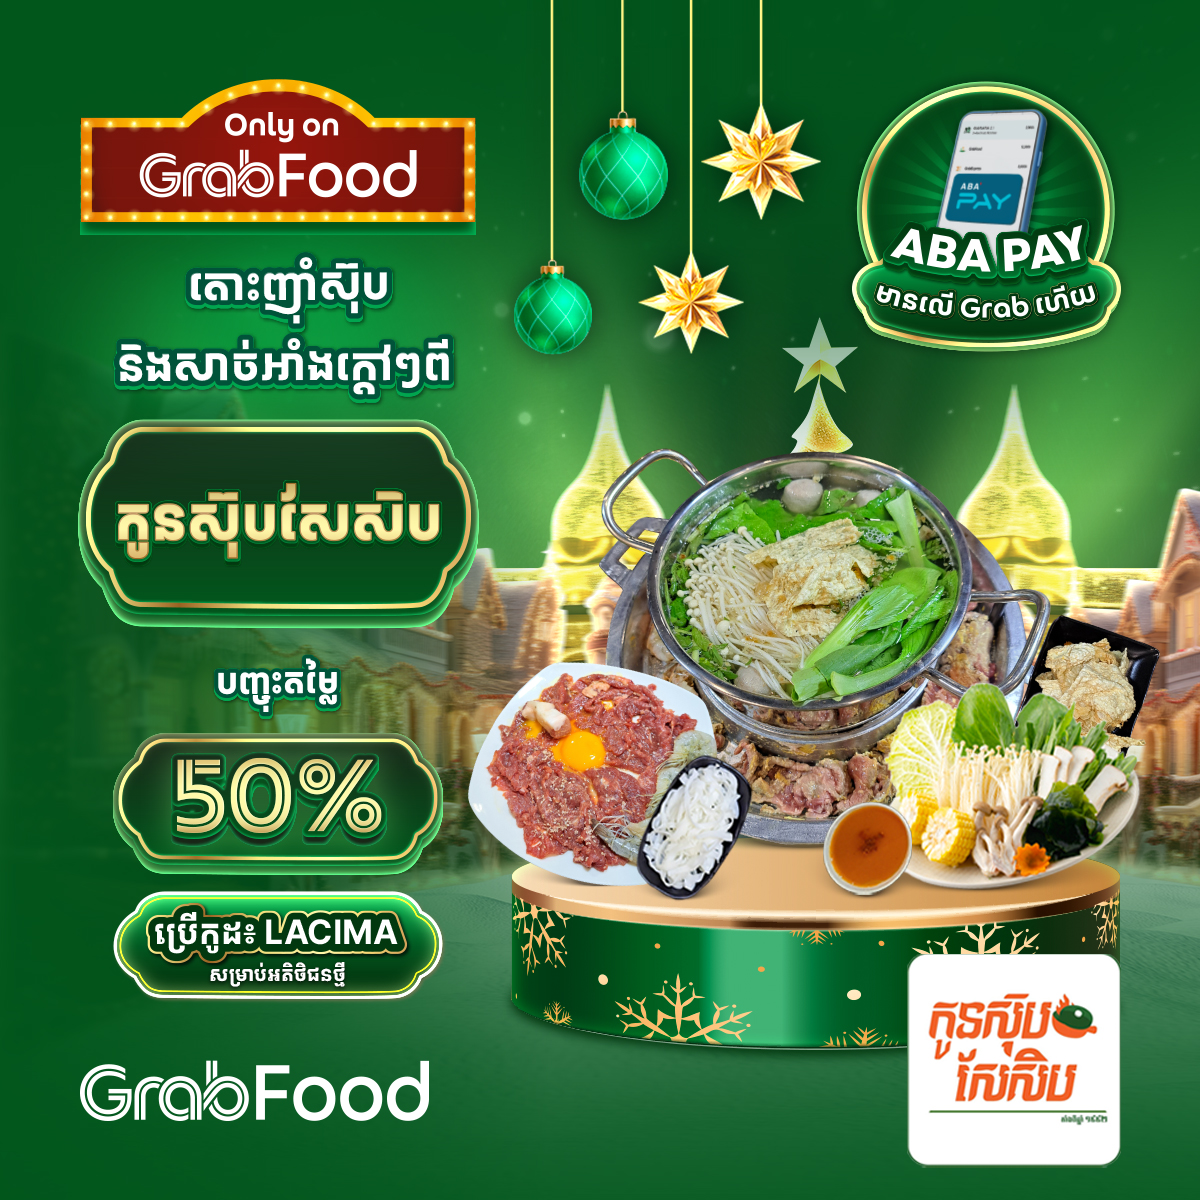 Only on
GrabFood
តោះញ៉ាំស៊ុប
និងសាច់អាំងក្តៅៗពី
កូនស៊ុបសែសិប
បញ្ចុះតម្លៃ
50%
ប្រើកូដ៖ LACIMA
សម្រាប់អតិថិជនថ្មី
GrabFood
ABA
PAY
ABA PAY
មានលើ Grab ហើយ
កូនស៊ុប
សែសិប